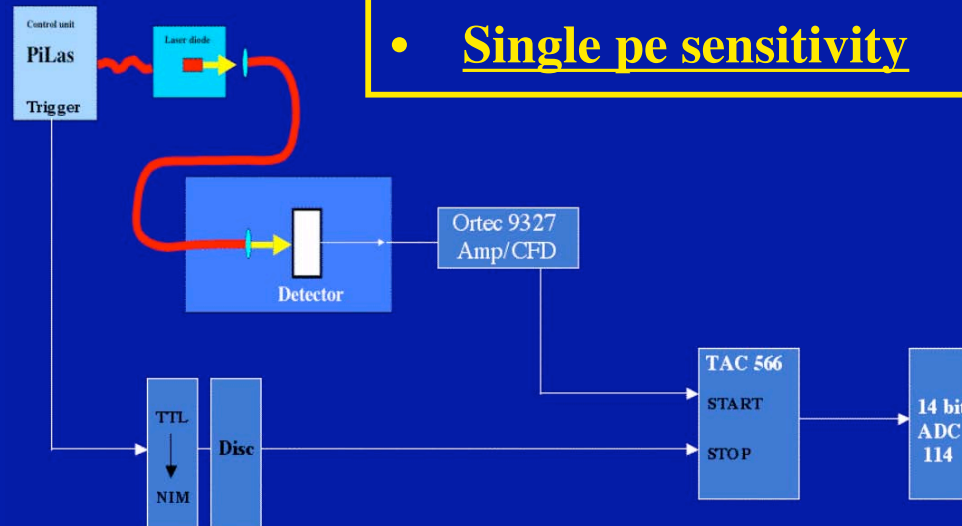 Control unit
PiLas
Trigger
Laser diode
• Single pe sensitivity
Detector
Ortec 9327
Amp/CFD
TTL
NIM
Disc
TAC 566
START
STOP
14 bit
ADC
114